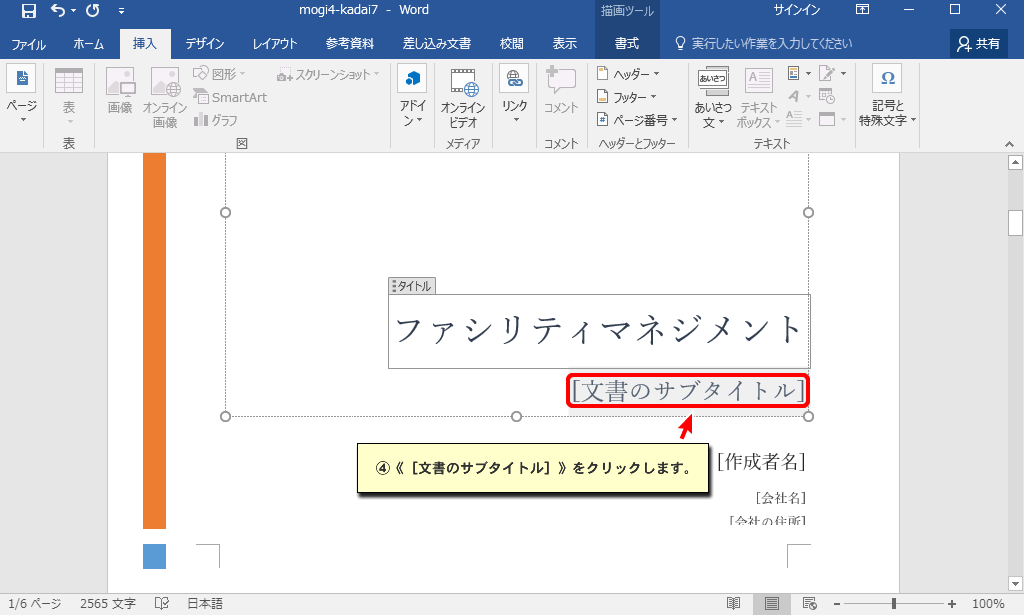 mogi4-kadai7 - Word
描画ツール
サインイン
ファイル
ホーム
挿入
デザイン
レイアウト
参考資料
差し込み文書
校閲
表示
書式
実行したい作業を入力してください
共有
ページ
表
表
画像
オンライン
画像
図形
SmartArt
グラフ
スクリーンショット
図
アドイ
ン
オンライン
ビデオ
メディア
リンク
コメント
コメント
ヘッダー
フッター
ページ番号
ヘッダーとフッター
あいさつ
あいさつ
文
テキスト
ボックス
テキスト
記号と
特殊文字
タイトル
ファシリティマネジメント
[文書のサブタイトル]
④《［文書のサブタイトル］》をクリックします。
[作成者名]
[会社名]
[会社の住所]
1/6 ページ
2565 文字
日本語
100%